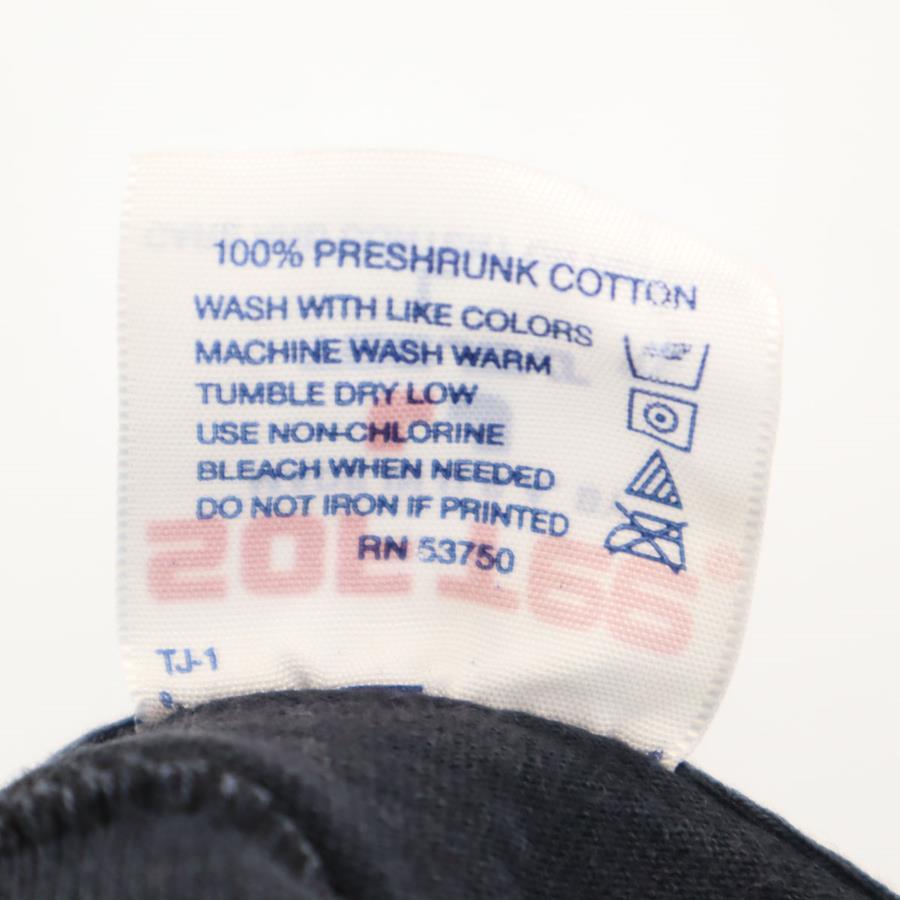 100% PRESHRUNK COTTON
WASH WITH LIKE COLORS
MACHINE WASH WARM
TUMBLE DRY LOW
USE NON-CHLORINE
BLEACH WHEN NEEDED
DO NOT IRON IF PRINTED
RN 53750
TJ-1